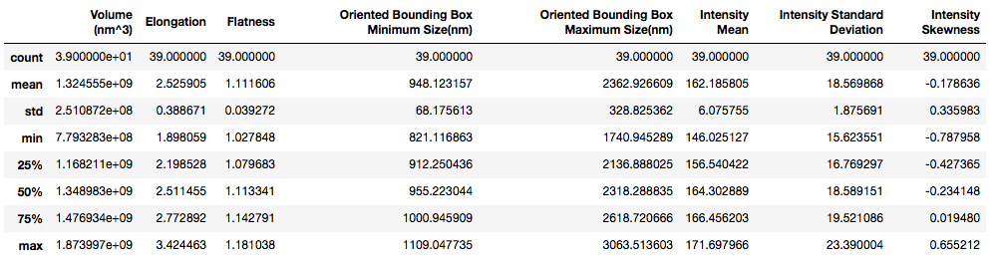 Volume (nm^3) Elongation Flatness Oriented Bounding Box Minimum Size(nm) Oriented Bounding Box Maximum Size(nm) Intensity Mean Intensity Standard Deviation Intensity Skewness
count 3.900000e+01 39.000000 39.000000 39.000000 39.000000 39.000000 39.000000 39.000000
mean 1.324555e+09 2.525905 1.111606 948.123157 2362.926609 162.185805 18.569868 -0.178636
std 2.510872e+08 0.388671 0.039272 68.175613 328.825362 6.075755 1.875691 0.335983
min 7.793283e+08 1.898059 1.027848 821.116863 1740.945289 146.025127 15.623551 -0.787958
25% 1.168211e+09 2.198528 1.079683 912.250436 2136.888025 156.540422 16.769297 -0.427365
50% 1.348983e+09 2.511455 1.113341 955.223044 2318.288835 164.302889 18.589151 -0.234148
75% 1.476934e+09 2.772892 1.142791 1000.945909 2618.720666 166.456203 19.521086 0.019480
max 1.873997e+09 3.424463 1.181038 1109.047735 3063.513603 171.697966 23.390004 0.655212